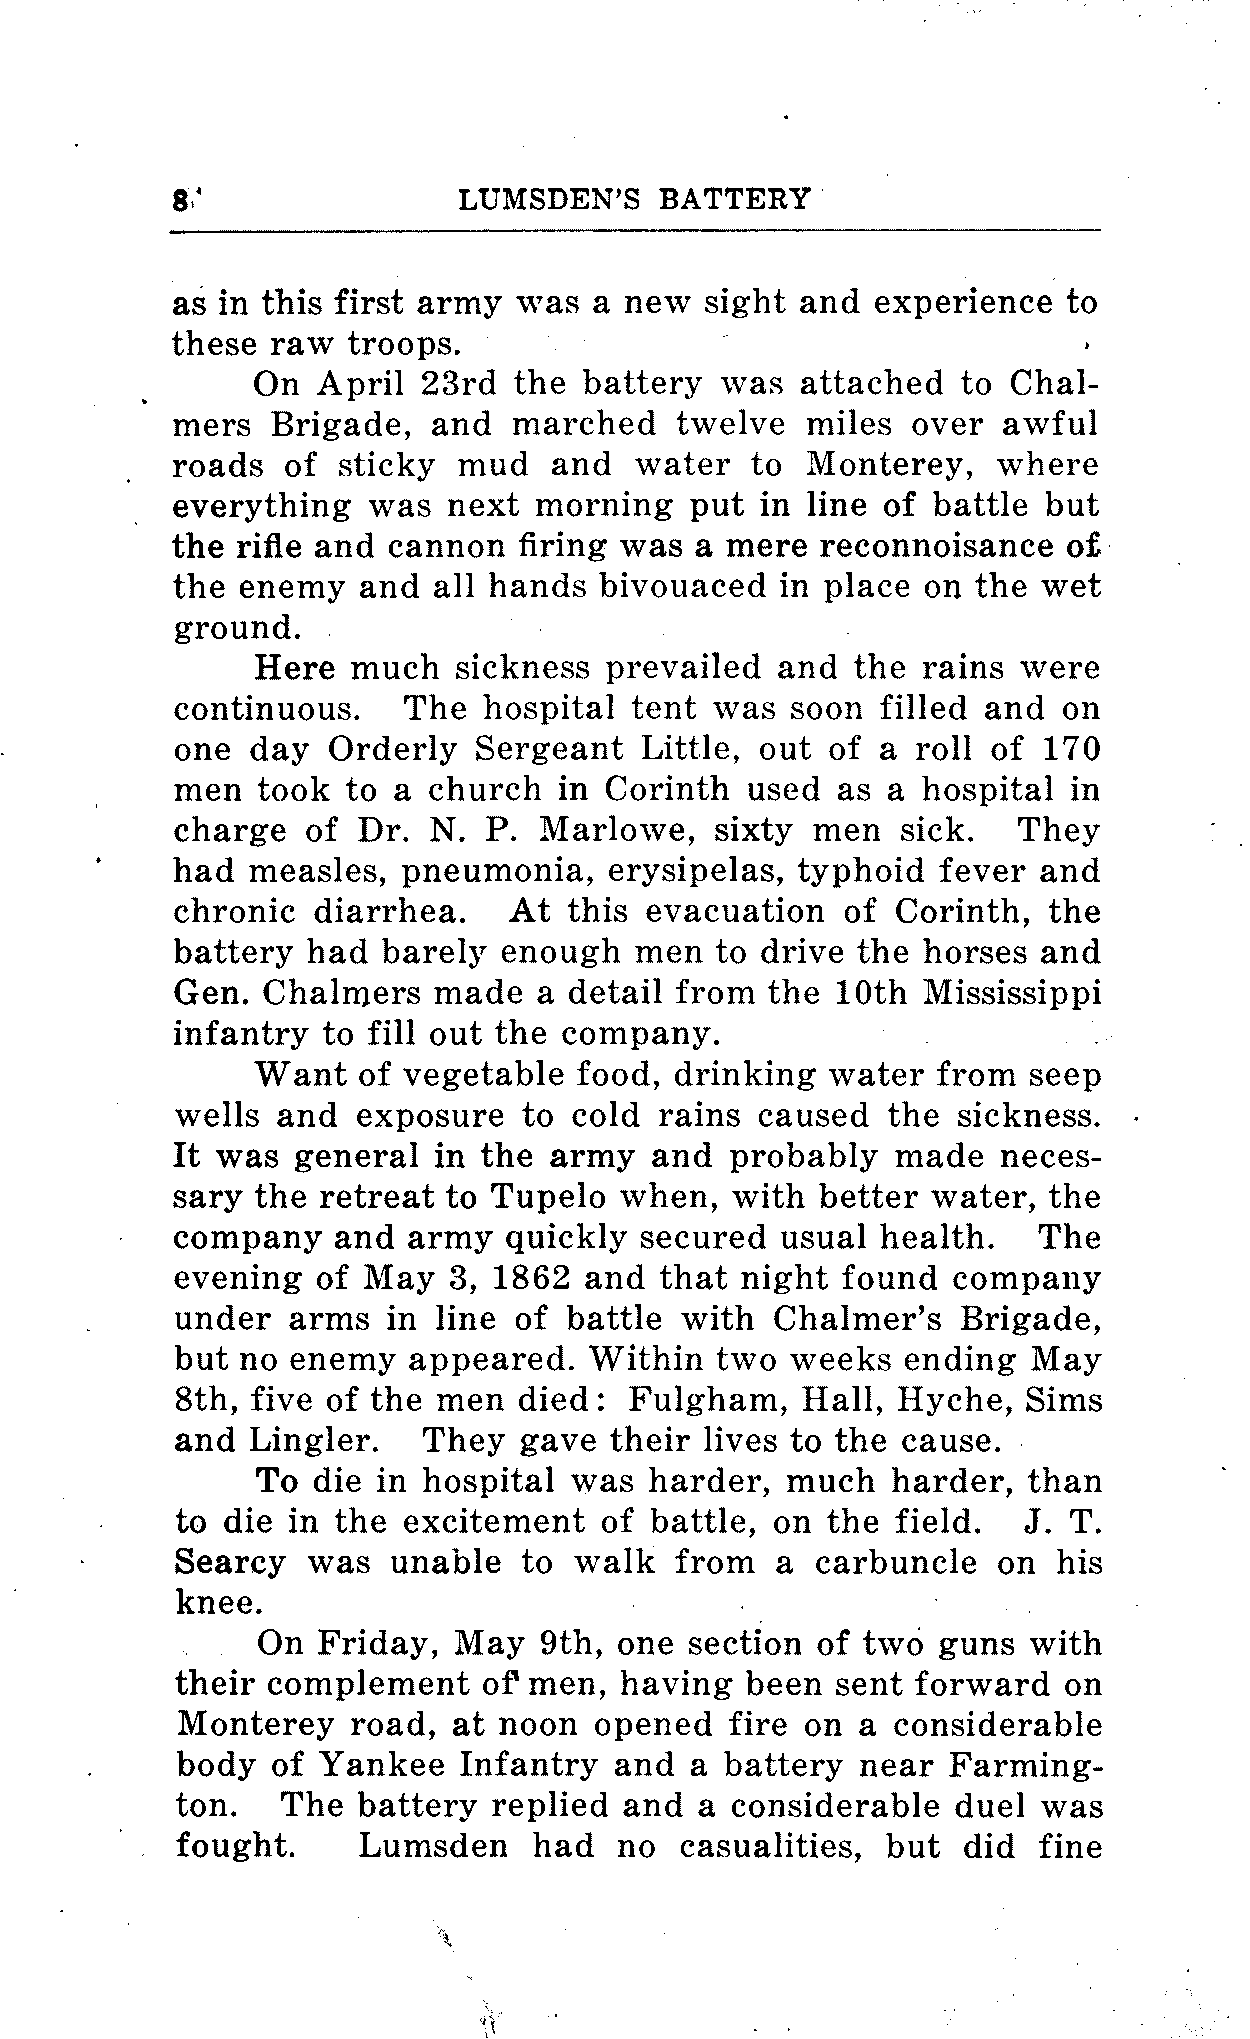 8 LUMSDEN'S BATTERY
as in this first army was a new sight and experience to
these raw troops.
On April 23rd the battery was attached to Chal-
mers Brigade, and marched twelve miles over awful
roads of sticky mud and water to Monterey, where
everything was next morning put in line of battle but
the rifle and cannon firing was a mere reconnoisance of
the enemy and all hands bivouaced in place on the wet
ground.
Here much sickness prevailed and the rains were
continuous. The hospital tent was soon filled and on
one day Orderly Sergeant Little, out of a roll of 170
men took to a church in Corinth used as a hospital in
charge of Dr. N. P. Marlowe, sixty men sick. They
had measles, pneumonia, erysipelas, typhoid fever and
chronic diarrhea. At this evacuation of Corinth, the
battery had barely enough men to drive the horses and
Gen. Chalmers made a detail from the 10th Mississippi
infantry to fill out the company.
Want of vegetable food, drinking water from seep
wells and exposure to cold rains caused the sickness.
It was general in the army and probably made neces-
sary the retreat to Tupelo when, with better water, the
company and army quickly secured usual health. The
evening of May 3, 1862 and that night found company
under arms in line of battle with Chalmer's Brigade,
but no enemy appeared. Within two weeks ending May
8th, five of the men died: Fulgham, Hall, Hyche, Sims
and Lingler. They gave their lives to the cause.
To die in hospital was harder, much harder, than
to die in the excitement of battle, on the field. J. T.
Searcy was unable to walk from a carbuncle on his
knee.
On Friday, May 9th, one section of two guns with
their complement of men, having been sent forward on
Monterey road, at noon opened fire on a considerable
body of Yankee Infantry and a battery near Farming-
ton. The battery replied and a considerable duel was
fought. Lumsden had no casualities, but did fine